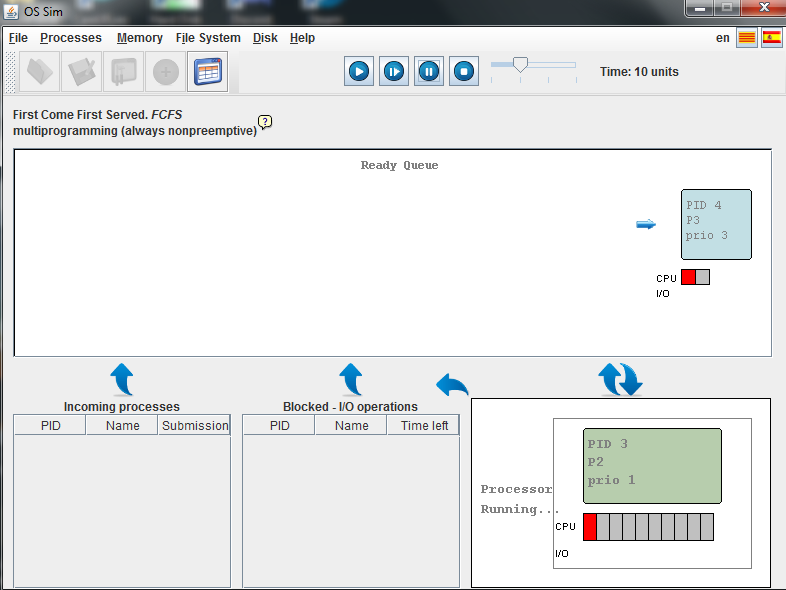 OS Sim
File Processes Memory File System Disk Help
en
Time: 10 units
First Come First Served. FCFS
multiprogramming (always nonpreemptive)
?
Ready Queue
PID 4
P3
prio 3
CPU
I/O
Incoming processes
PID Name Submission
Blocked - I/O operations
PID Name Time left
Processor
Running...
PID 3
P2
prio 1
CPU
I/O